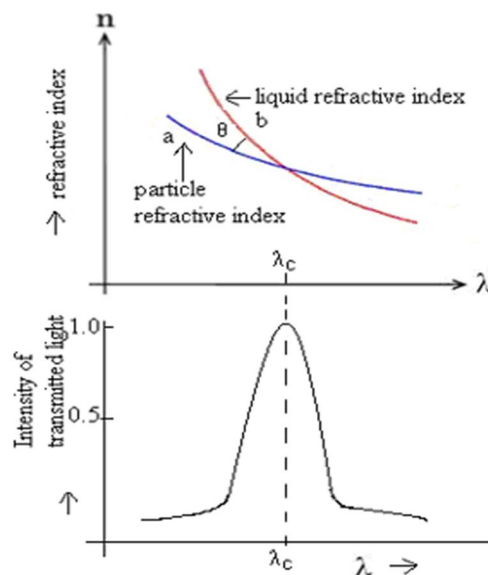 n
→ refractive index
liquid refractive index
b
θ
a
particle
refractive index
λc
λ
Intensity of
transmitted light
→
1.0
0.5
λc
λ →